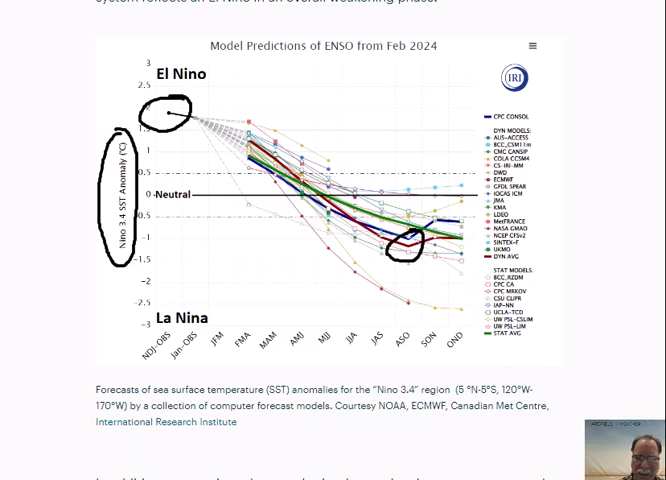 system reflects an El Nino in an overall weakening phase.
Model Predictions of ENSO from Feb 2024
El Nino
IRI
Nino 3.4 SST Anomaly (°C)
3
2.5
2
1.5
1
0.5
0
-0.5
-1
-1.5
-2
-2.5
-3
Neutral
La Nina
NDJ-OBS
Jan-OBS
JFM
FMA
MAM
AMJ
MJJ
JJA
JJO
JAS
ASO
SON
OND
CPC CONSOL
DYN MODELS:
AUS-ACCESS
BCC_CSM11m
CMC CANSIP
COLA CCSM4
CS-IRI-MM
DWD
ECMWF
GFDL SPEAR
IOCAS ICM
JMA
KMA
LDEO
MetFRANCE
NASA GMAO
NCEP CFSv2
SINTEX-F
UKMO
DYN AVG
STAT MODELS:
BCC_RZDM
CPC CA
CPC MRKOV
CSU CLIPR
IAP-NN
UCLA-TCD
UW PSL-CSLIM
UW PSL-LIM
STAT AVG
Forecasts of sea surface temperature (SST) anomalies for the "Nino 3.4" region (5 °N-5°S, 120°W-
170°W) by a collection of computer forecast models. Courtesy NOAA, ECMWF, Canadian Met Centre,
International Research Institute